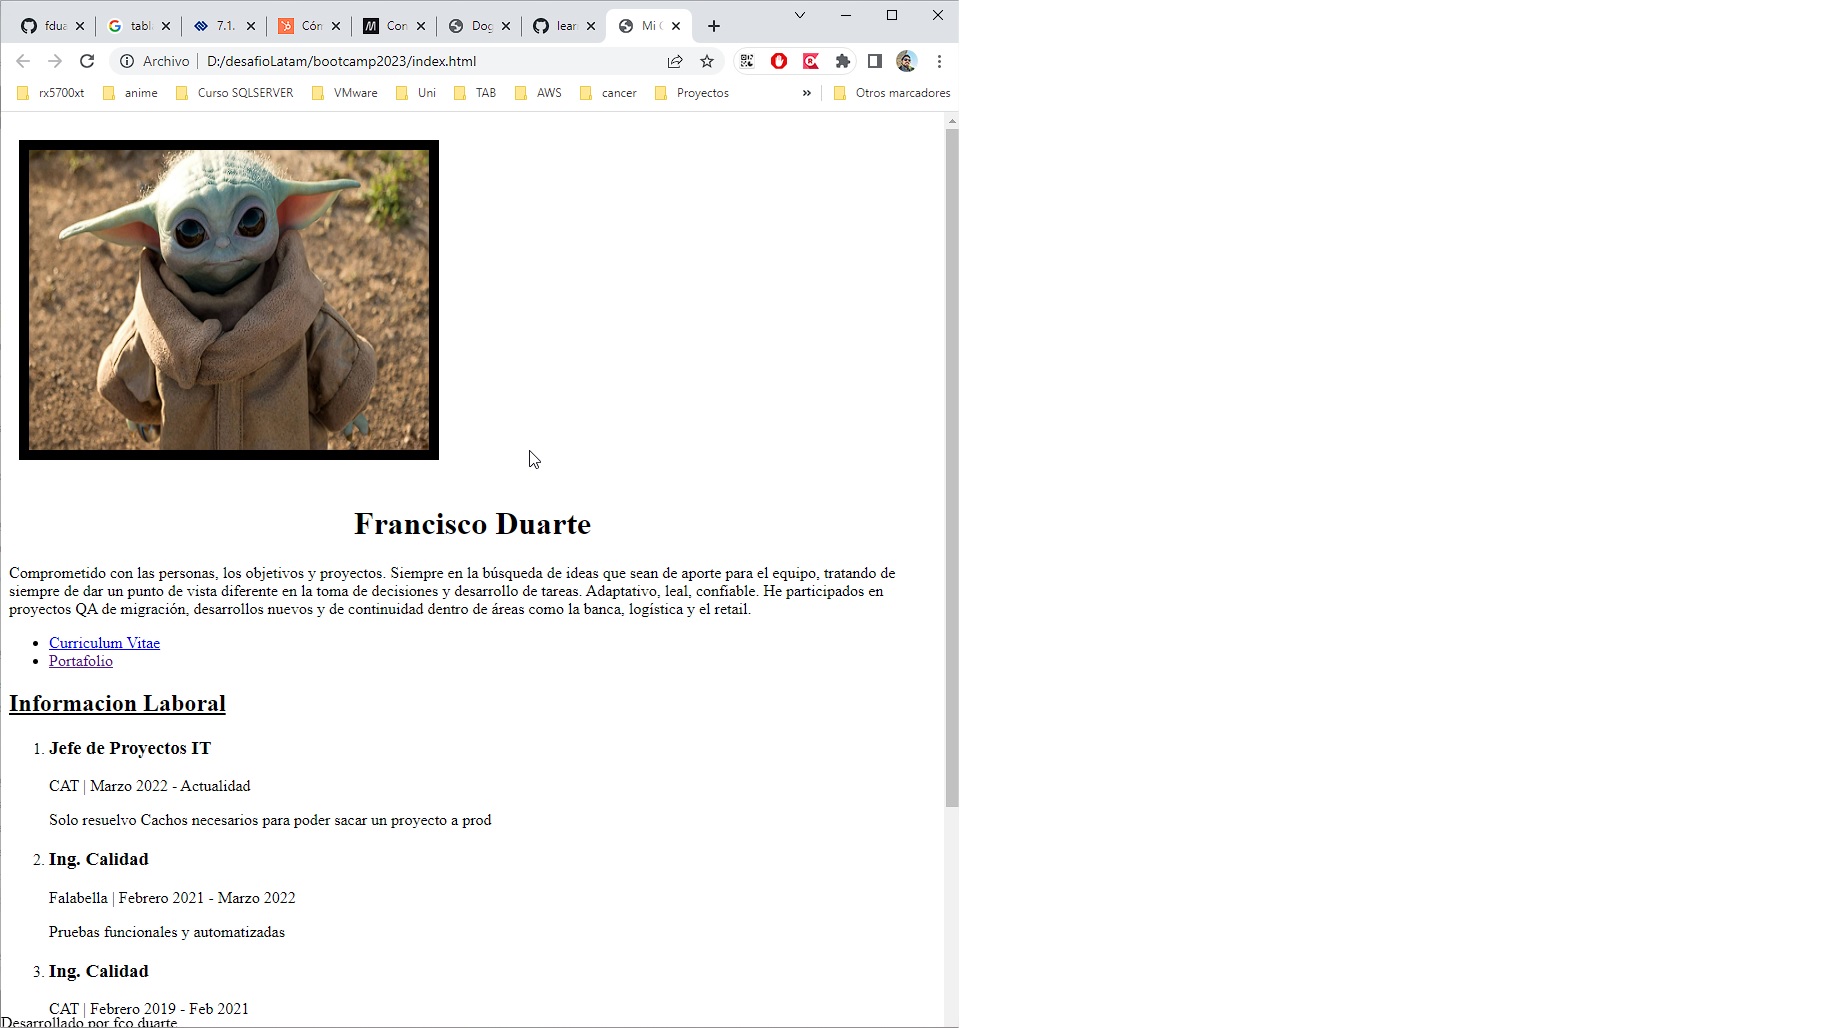 fdua
tabla
7.1.
Cón
Con
Dog
lear
Mi C
Archivo
D:/desafioLatam/bootcamp2023/index.html
rx5700xt
anime
Curso SQLSERVER
VMware
Uni
TAB
AWS
cancer
Proyectos
»
Otros marcadores
Francisco Duarte
Comprometido con las personas, los objetivos y proyectos. Siempre en la búsqueda de ideas que sean de aporte para el equipo, tratando de
siempre de dar un punto de vista diferente en la toma de decisiones y desarrollo de tareas. Adaptativo, leal, confíable. He participados en
proyectos QA de migración, desarrollos nuevos y de continuidad dentro de áreas como la banca, logística y el retail.
• Curriculum Vitae
• Portafolio
Informacion Laboral
1. Jefe de Proyectos IT
CAT | Marzo 2022 - Actualidad
Solo resuelvo Cachos necesarios para poder sacar un proyecto a prod
2. Ing. Calidad
Falabella | Febrero 2021 - Marzo 2022
Pruebas funcionales y automatizadas
3. Ing. Calidad
CAT | Febrero 2019 - Feb 2021
Desarrollado por fco duarte